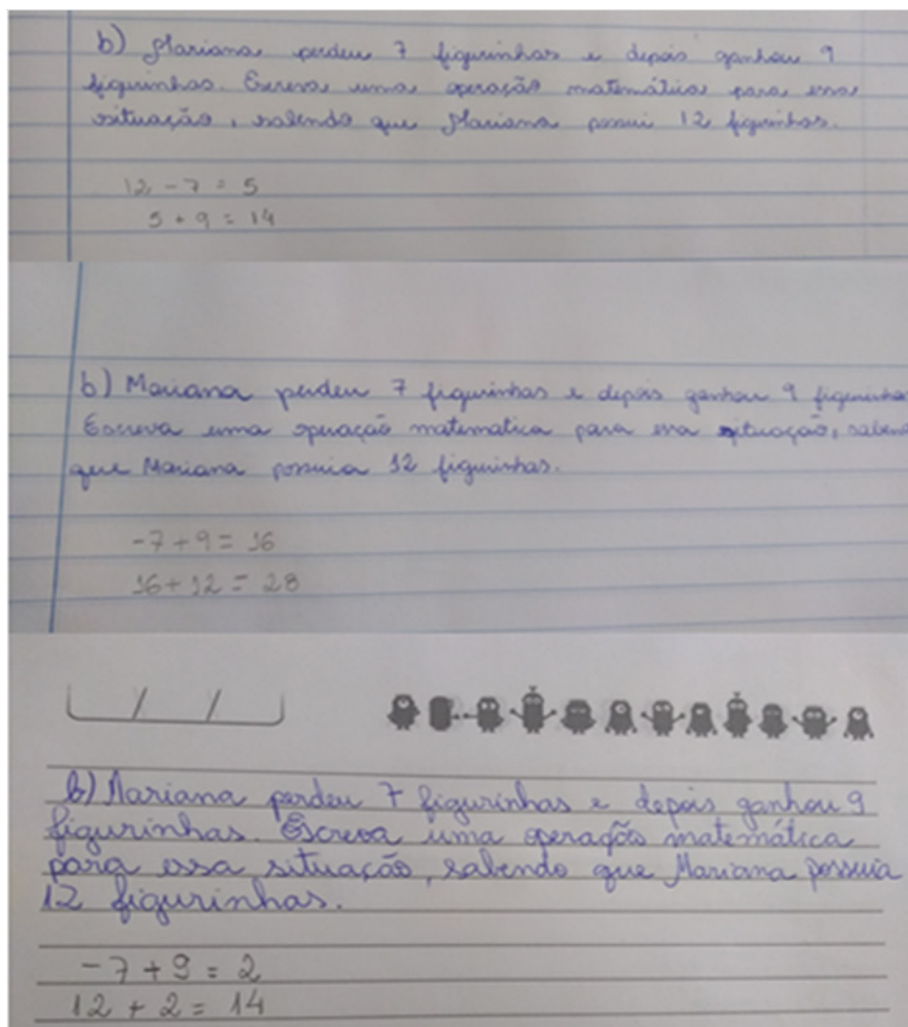 b) Mariana perdeu 7 figurinhas e depois ganhou 9
figurinhas. Escreva uma operação matemática para essa
situação, sabendo que Mariana possui 12 figurinhas.
12 - 7 = 5
5 + 9 = 14
b) Mariana perdeu 7 figurinhas e depois ganhou 9 figurinha
Escreva uma operação matematica para essa situação, saben
que Mariana possuia 12 figurinhas.
-7 + 9 = 16
16 + 12 = 28
b) Mariana perdeu 7 figurinhas e depois ganhou 9
figurinhas. Escreva uma operação matemática
para essa situação, sabendo que Mariana possuia
12 figurinhas.
-7 + 9 = 2
12 + 2 = 14